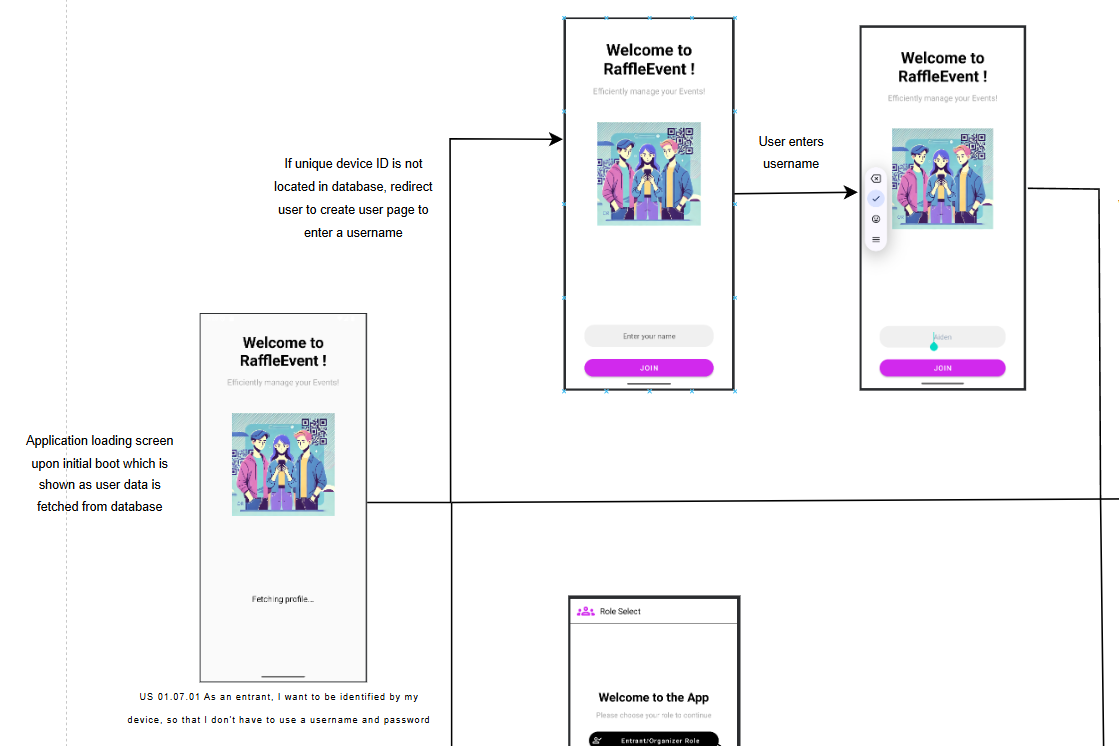 Welcome to
RaffleEvent !
Efficiently manage your Events!
Enter your name
JOIN
Welcome to
RaffleEvent !
Efficiently manage your Events!
Aiden
JOIN
If unique device ID is not
located in database, redirect
user to create user page to
enter a username
User enters
username
Application loading screen
upon initial boot which is
shown as user data is
fetched from database
Welcome to
RaffleEvent !
Efficiently manage your Events!
Fetching profile...
US 01.07.01 As an entrant, I want to be identified by my
device, so that I don't have to use a username and password
Role Select
Welcome to the App
Please choose your role to continue
Entrant/Organizer Role